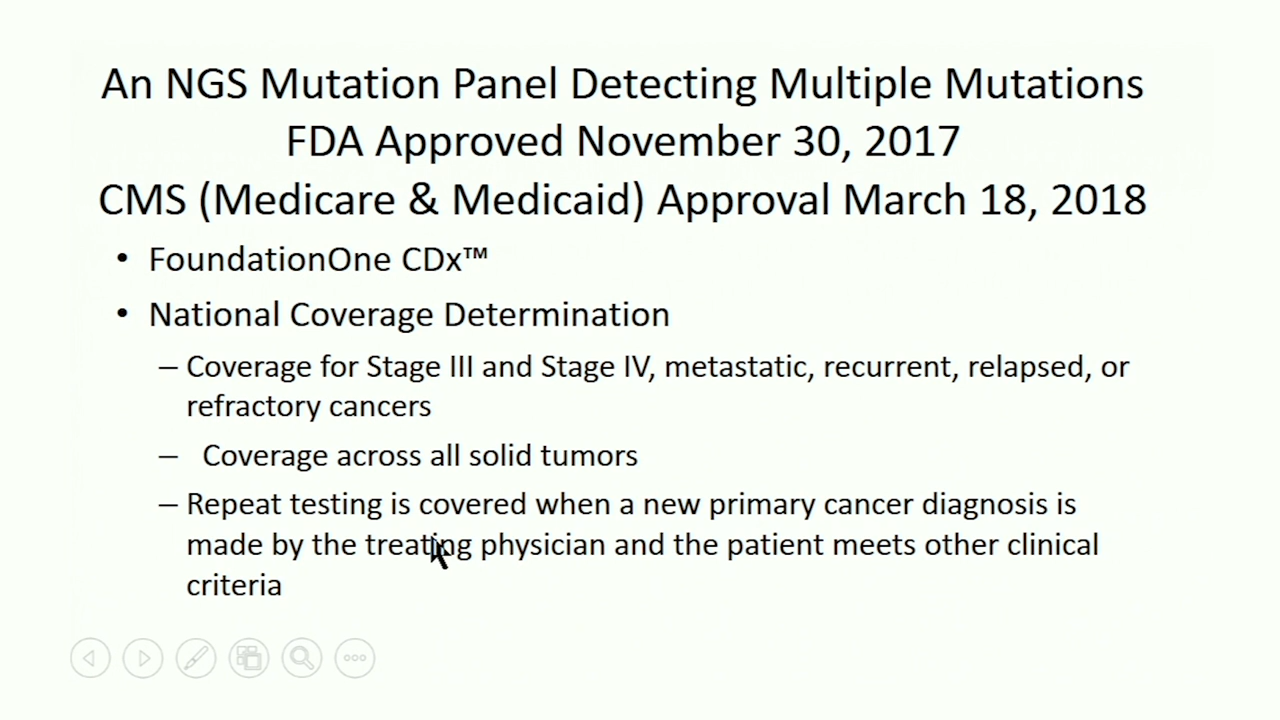 An NGS Mutation Panel Detecting Multiple Mutations
FDA Approved November 30, 2017
CMS (Medicare & Medicaid) Approval March 18, 2018
• FoundationOne CDx™
• National Coverage Determination
– Coverage for Stage III and Stage IV, metastatic, recurrent, relapsed, or
refractory cancers
– Coverage across all solid tumors
– Repeat testing is covered when a new primary cancer diagnosis is
made by the treating physician and the patient meets other clinical
criteria